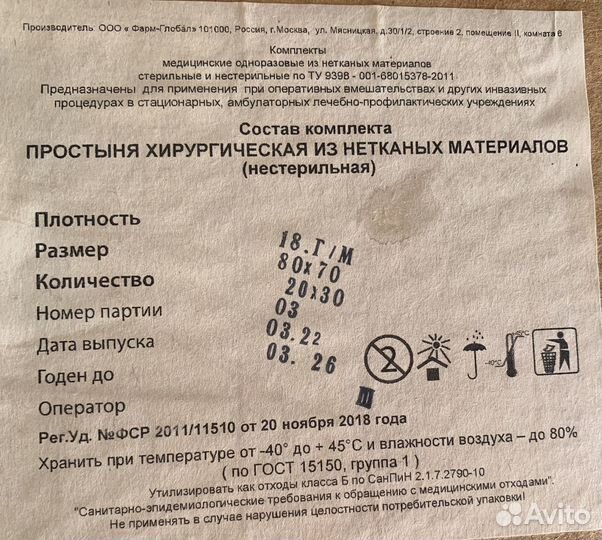 Производитель: ООО « Фарм-Глобал» 101000, Россия, г.Москва, ул. Мясницкая, д.30/1/2, строение 2, помещение II, комната 6
Комплекты
медицинские одноразовые из нетканых материалов
стерильные и нестерильные по ТУ 9398 - 001-68015378-2011
Предназначены для применения при оперативных вмешательствах и других инвазивных
процедурах в стационарных, амбулаторных лечебно-профилактических учреждениях
Состав комплекта
ПРОСТЫНЯ ХИРУРГИЧЕСКАЯ ИЗ НЕТКАНЫХ МАТЕРИАЛОВ
(нестерильная)
Плотность 18.Г/М
Размер 80х70
Количество 20х30
Номер партии 03
Дата выпуска 03.22
Годен до 03. 26
Оператор
2
-40°C +45°C
Рег.Уд. №ФСР 2011/11510 от 20 ноября 2018 года
Хранить при температуре от -40° до + 45°С и влажности воздуха – до 80%
( по ГОСТ 15150, группа 1 )
Утилизировать как отходы класса Б по СанПиН 2.1.7.2790-10
"Санитарно-эпидемиологические требования к обращению с медицинскими отходами".
Не применять в случае нарушения целостности потребительской упаковки!
Avito